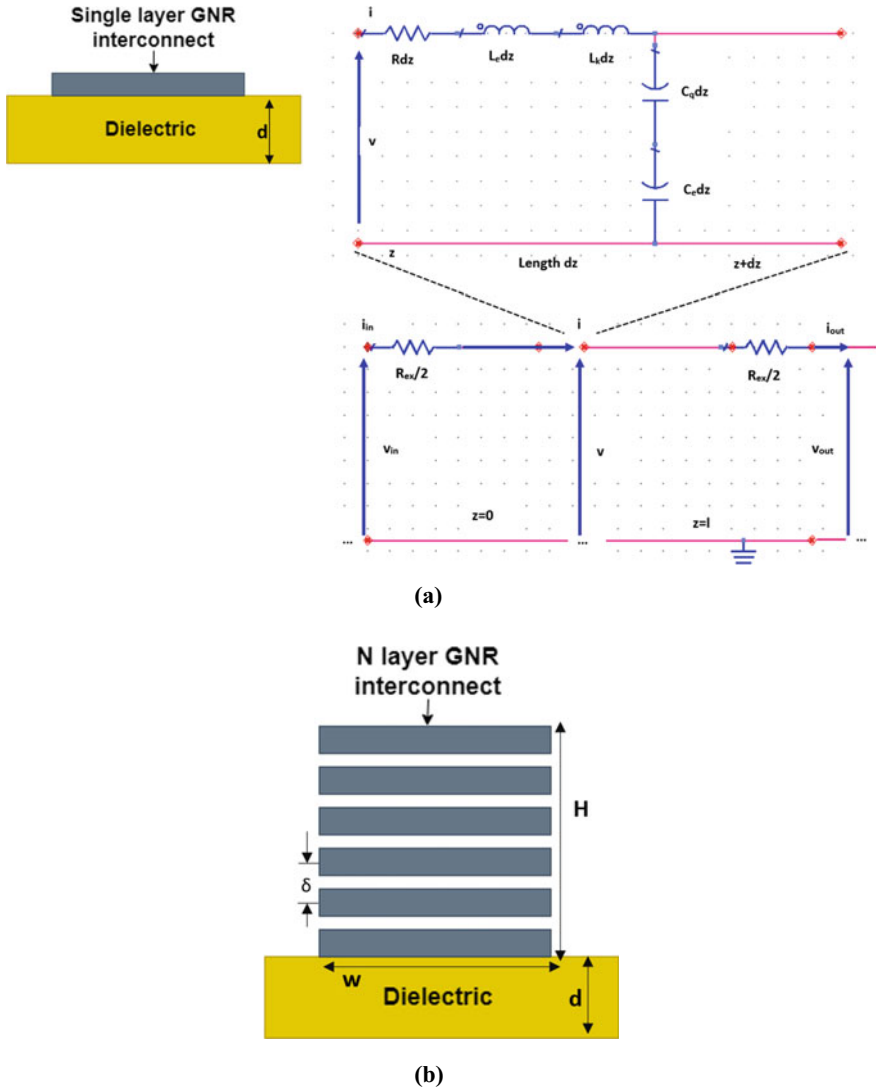 Single layer GNR
interconnect
Dielectric
d
i
Rdz
Lₑdz
Lₖdz
v
C_qdz
Cₑdz
z
Length dz
z+dz
iᵢₙ
i
iₒᵤₜ
Rₑₓ/2
Rₑₓ/2
vᵢₙ
v
vₒᵤₜ
z=0
z=l
...
...
...
(a)
N layer GNR
interconnect
H
δ
w
Dielectric
d
(b)